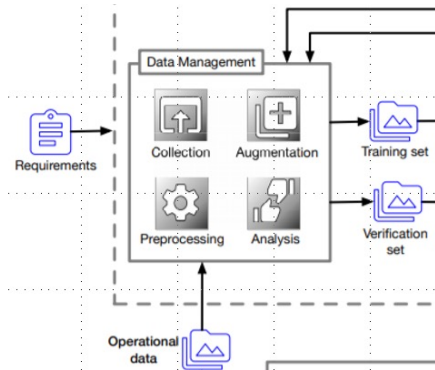 Data Management
Collection
Augmentation
Requirements
Training set
Preprocessing
Analysis
Verification
set
Operational
data